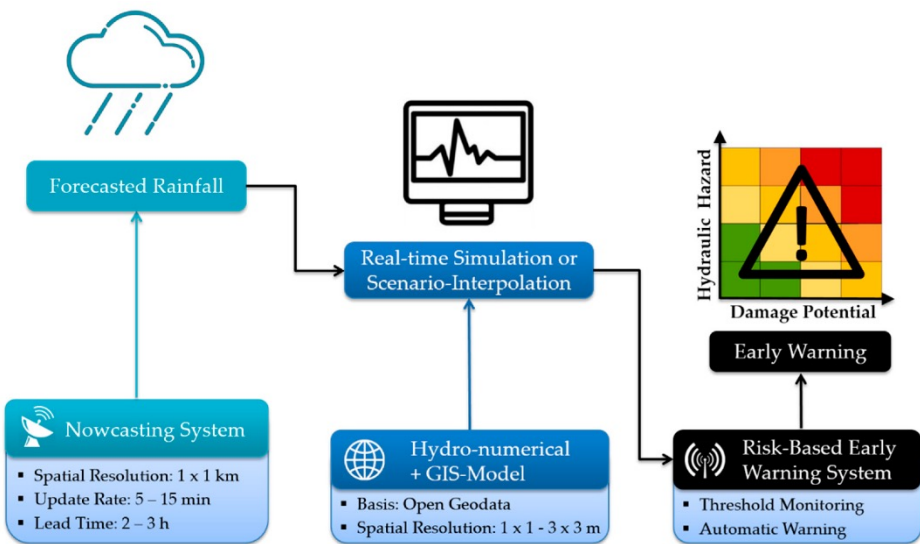 Forecasted Rainfall
Real-time Simulation or
Scenario-Interpolation
Hydraulic Hazard
!
Damage Potential
Early Warning
Nowcasting System
▪ Spatial Resolution: 1 x 1 km
▪ Update Rate: 5 – 15 min
▪ Lead Time: 2 – 3 h
Hydro-numerical
+ GIS-Model
▪ Basis: Open Geodata
▪ Spatial Resolution: 1 x 1 - 3 x 3 m
Risk-Based Early
Warning System
▪ Threshold Monitoring
▪ Automatic Warning